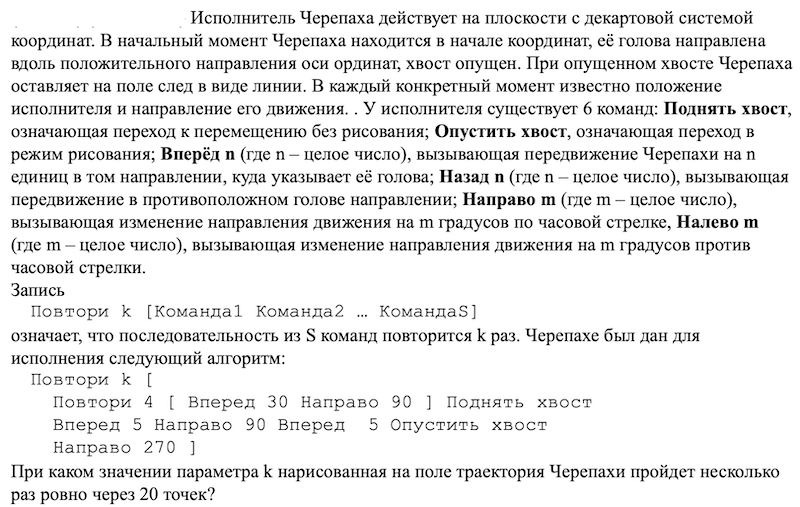 Исполнитель Черепаха действует на плоскости с декартовой системой
координат. В начальный момент Черепаха находится в начале координат, её голова направлена
вдоль положительного направления оси ординат, хвост опущен. При опущенном хвосте Черепаха
оставляет на поле след в виде линии. В каждый конкретный момент известно положение
исполнителя и направление его движения. . У исполнителя существует 6 команд: Поднять хвост,
означающая переход к перемещению без рисования; Опустить хвост, означающая переход в
режим рисования; Вперёд n (где n – целое число), вызывающая передвижение Черепахи на n
единиц в том направлении, куда указывает её голова; Назад n (где n – целое число), вызывающая
передвижение в противоположном голове направлении; Направо m (где m – целое число),
вызывающая изменение направления движения на m градусов по часовой стрелке, Налево m
(где m – целое число), вызывающая изменение направления движения на m градусов против
часовой стрелки.
Запись
Повтори k [Команда1 Команда2 … КомандаS]
означает, что последовательность из S команд повторится k раз. Черепахе был дан для
исполнения следующий алгоритм:
Повтори k [
Повтори 4 [ Вперед 30 Направо 90 ] Поднять хвост
Вперед 5 Направо 90 Вперед 5 Опустить хвост
Направо 270 ]
При каком значении параметра k нарисованная на поле траектория Черепахи пройдет несколько
раз ровно через 20 точек?